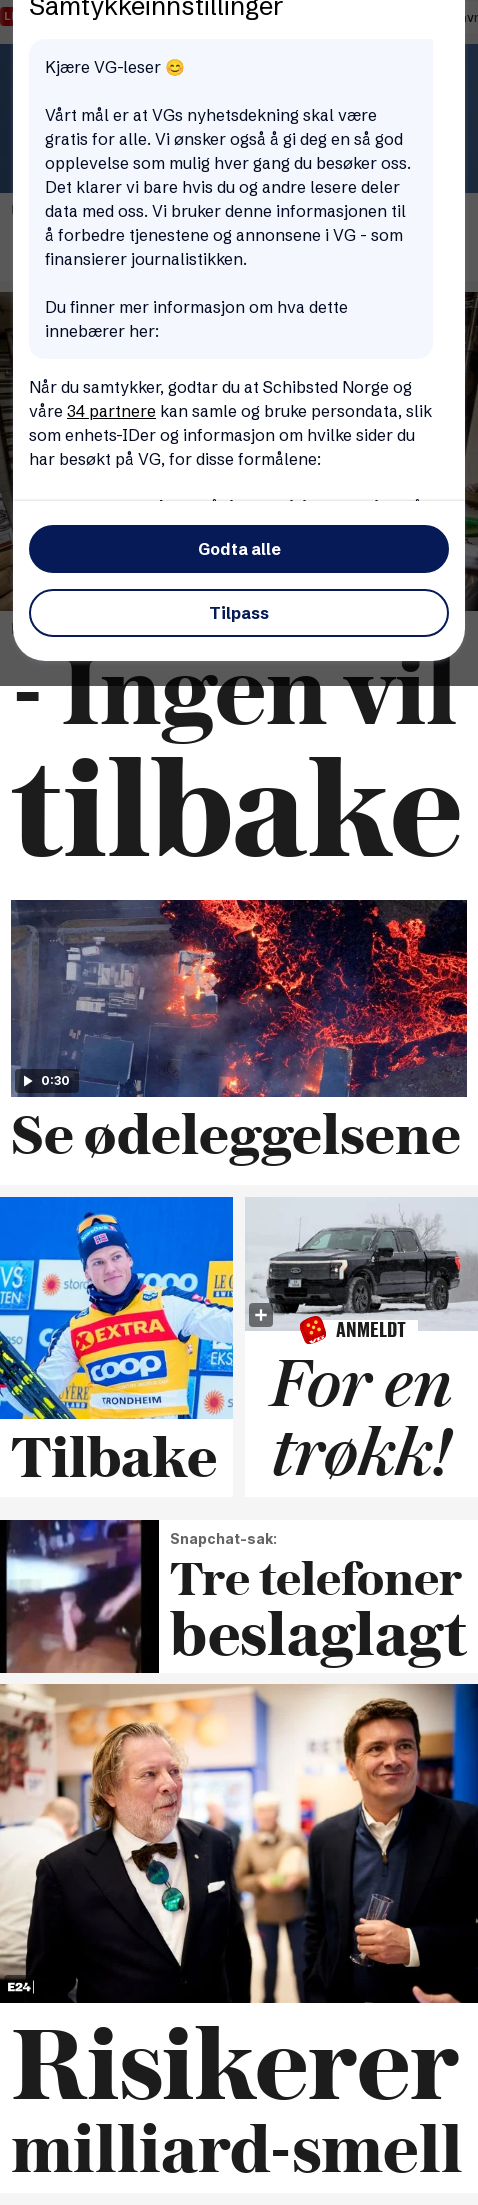 Samtykkeinnstillinger
Kjære VG-leser 😊
Vårt mål er at VGs nyhetsdekning skal være
gratis for alle. Vi ønsker også å gi deg en så god
opplevelse som mulig hver gang du besøker oss.
Det klarer vi bare hvis du og andre lesere deler
data med oss. Vi bruker denne informasjonen til
å forbedre tjenestene og annonsene i VG - som
finansierer journalistikken.
Du finner mer informasjon om hva dette
innebærer her:
Når du samtykker, godtar du at Schibsted Norge og
våre 34 partnere kan samle og bruke persondata, slik
som enhets-IDer og informasjon om hvilke sider du
har besøkt på VG, for disse formålene:
Godta alle
Tilpass
- Ingen vil
tilbake
0:30
Se ødeleggelsene
storo
coop
EXTRA
coop
TRONDHEIM
storo
Tilbake
ANMELDT
For en
trøkk!
Snapchat-sak:
Tre telefoner
beslaglagt
E24
Risikerer
milliard-smell